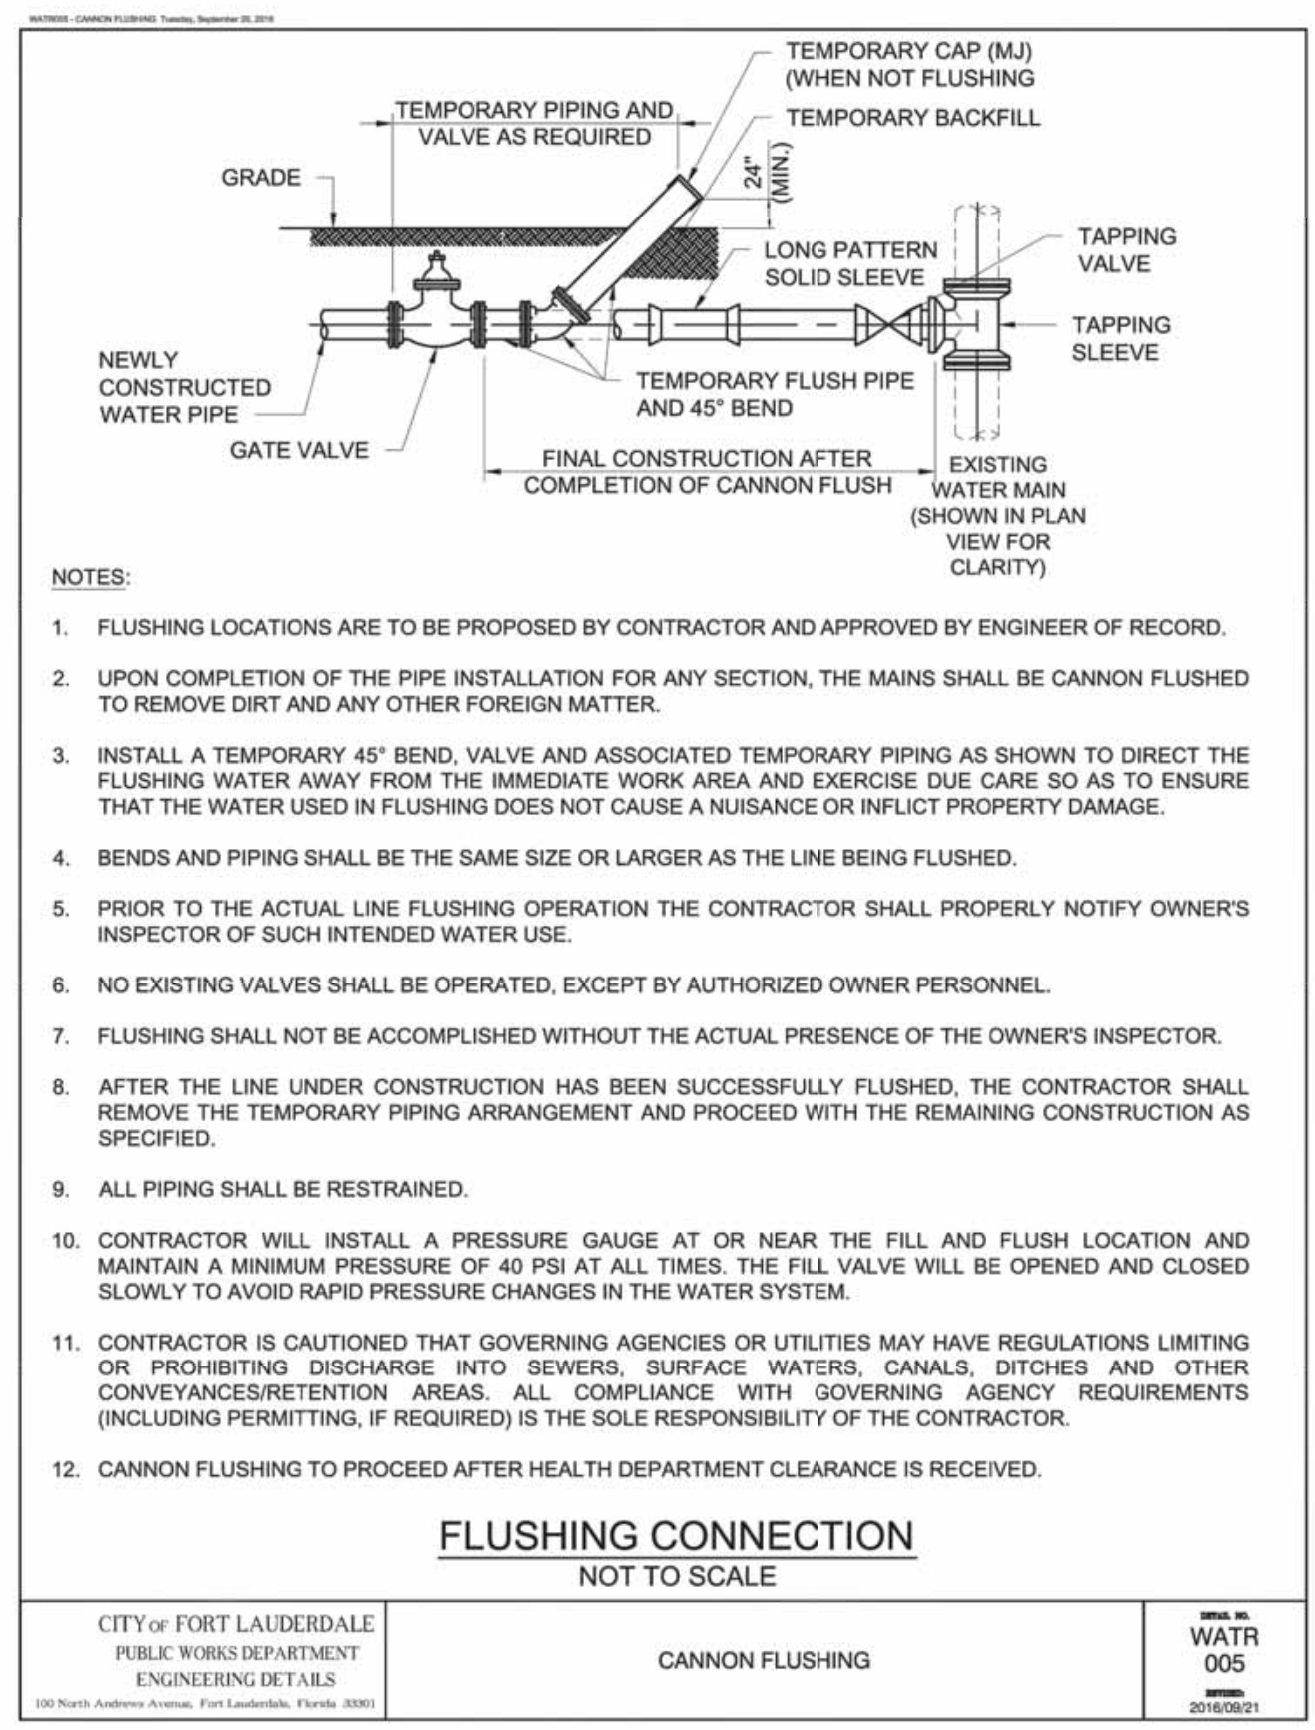 WATR005 - CANNON FLUSHING Tuesday, September 20, 2016
TEMPORARY CAP (MJ)
(WHEN NOT FLUSHING
TEMPORARY PIPING AND
VALVE AS REQUIRED
TEMPORARY BACKFILL
24"
(MIN.)
GRADE
LONG PATTERN
SOLID SLEEVE
TAPPING
VALVE
TAPPING
SLEEVE
NEWLY
CONSTRUCTED
WATER PIPE
TEMPORARY FLUSH PIPE
AND 45° BEND
GATE VALVE
FINAL CONSTRUCTION AFTER
COMPLETION OF CANNON FLUSH
EXISTING
WATER MAIN
(SHOWN IN PLAN
VIEW FOR
CLARITY)
NOTES:
1. FLUSHING LOCATIONS ARE TO BE PROPOSED BY CONTRACTOR AND APPROVED BY ENGINEER OF RECORD.
2. UPON COMPLETION OF THE PIPE INSTALLATION FOR ANY SECTION, THE MAINS SHALL BE CANNON FLUSHED
TO REMOVE DIRT AND ANY OTHER FOREIGN MATTER.
3. INSTALL A TEMPORARY 45° BEND, VALVE AND ASSOCIATED TEMPORARY PIPING AS SHOWN TO DIRECT THE
FLUSHING WATER AWAY FROM THE IMMEDIATE WORK AREA AND EXERCISE DUE CARE SO AS TO ENSURE
THAT THE WATER USED IN FLUSHING DOES NOT CAUSE A NUISANCE OR INFLICT PROPERTY DAMAGE.
4. BENDS AND PIPING SHALL BE THE SAME SIZE OR LARGER AS THE LINE BEING FLUSHED.
5. PRIOR TO THE ACTUAL LINE FLUSHING OPERATION THE CONTRACTOR SHALL PROPERLY NOTIFY OWNER'S
INSPECTOR OF SUCH INTENDED WATER USE.
6. NO EXISTING VALVES SHALL BE OPERATED, EXCEPT BY AUTHORIZED OWNER PERSONNEL.
7. FLUSHING SHALL NOT BE ACCOMPLISHED WITHOUT THE ACTUAL PRESENCE OF THE OWNER'S INSPECTOR.
8. AFTER THE LINE UNDER CONSTRUCTION HAS BEEN SUCCESSFULLY FLUSHED, THE CONTRACTOR SHALL
REMOVE THE TEMPORARY PIPING ARRANGEMENT AND PROCEED WITH THE REMAINING CONSTRUCTION AS
SPECIFIED.
9. ALL PIPING SHALL BE RESTRAINED.
10. CONTRACTOR WILL INSTALL A PRESSURE GAUGE AT OR NEAR THE FILL AND FLUSH LOCATION AND
MAINTAIN A MINIMUM PRESSURE OF 40 PSI AT ALL TIMES. THE FILL VALVE WILL BE OPENED AND CLOSED
SLOWLY TO AVOID RAPID PRESSURE CHANGES IN THE WATER SYSTEM.
11. CONTRACTOR IS CAUTIONED THAT GOVERNING AGENCIES OR UTILITIES MAY HAVE REGULATIONS LIMITING
OR PROHIBITING DISCHARGE INTO SEWERS, SURFACE WATERS, CANALS, DITCHES AND OTHER
CONVEYANCES/RETENTION AREAS. ALL COMPLIANCE WITH GOVERNING AGENCY REQUIREMENTS
(INCLUDING PERMITTING, IF REQUIRED) IS THE SOLE RESPONSIBILITY OF THE CONTRACTOR.
12. CANNON FLUSHING TO PROCEED AFTER HEALTH DEPARTMENT CLEARANCE IS RECEIVED.
FLUSHING CONNECTION
NOT TO SCALE
CITY OF FORT LAUDERDALE
PUBLIC WORKS DEPARTMENT
ENGINEERING DETAILS
100 North Andrews Avenue, Fort Lauderdale, Florida 33301
CANNON FLUSHING
DETAIL NO.
WATR
005
REVISED:
2016/09/21